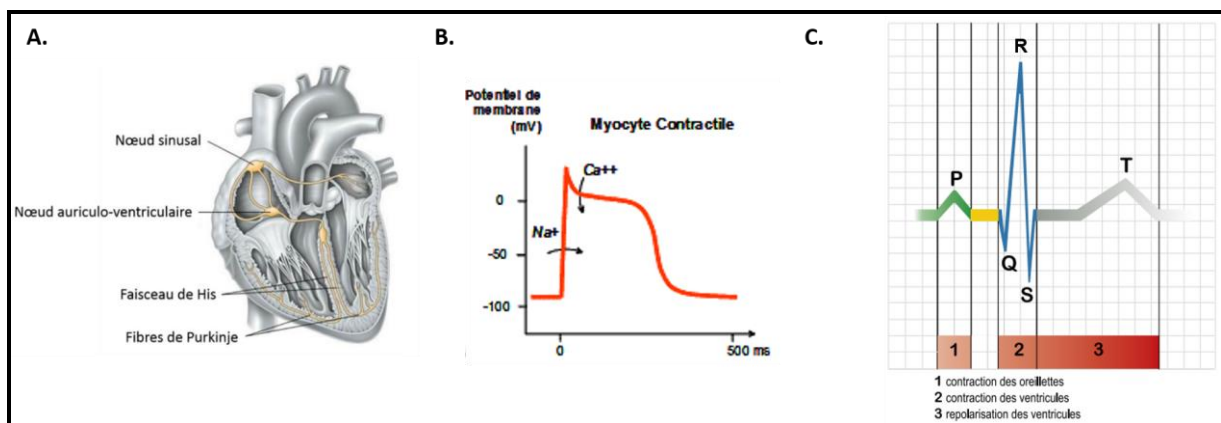 A.
Nœud sinusal
Nœud auriculo-ventriculaire
Faisceau de His
Fibres de Purkinje
B.
Potentiel de
membrane
(mV)
Myocyte Contractile
Ca++
0
Na+
-50
-100
0
500 ms
C.
R
P
T
Q
S
1
2
3
1 contraction des oreillettes
2 contraction des ventricules
3 repolarisation des ventricules